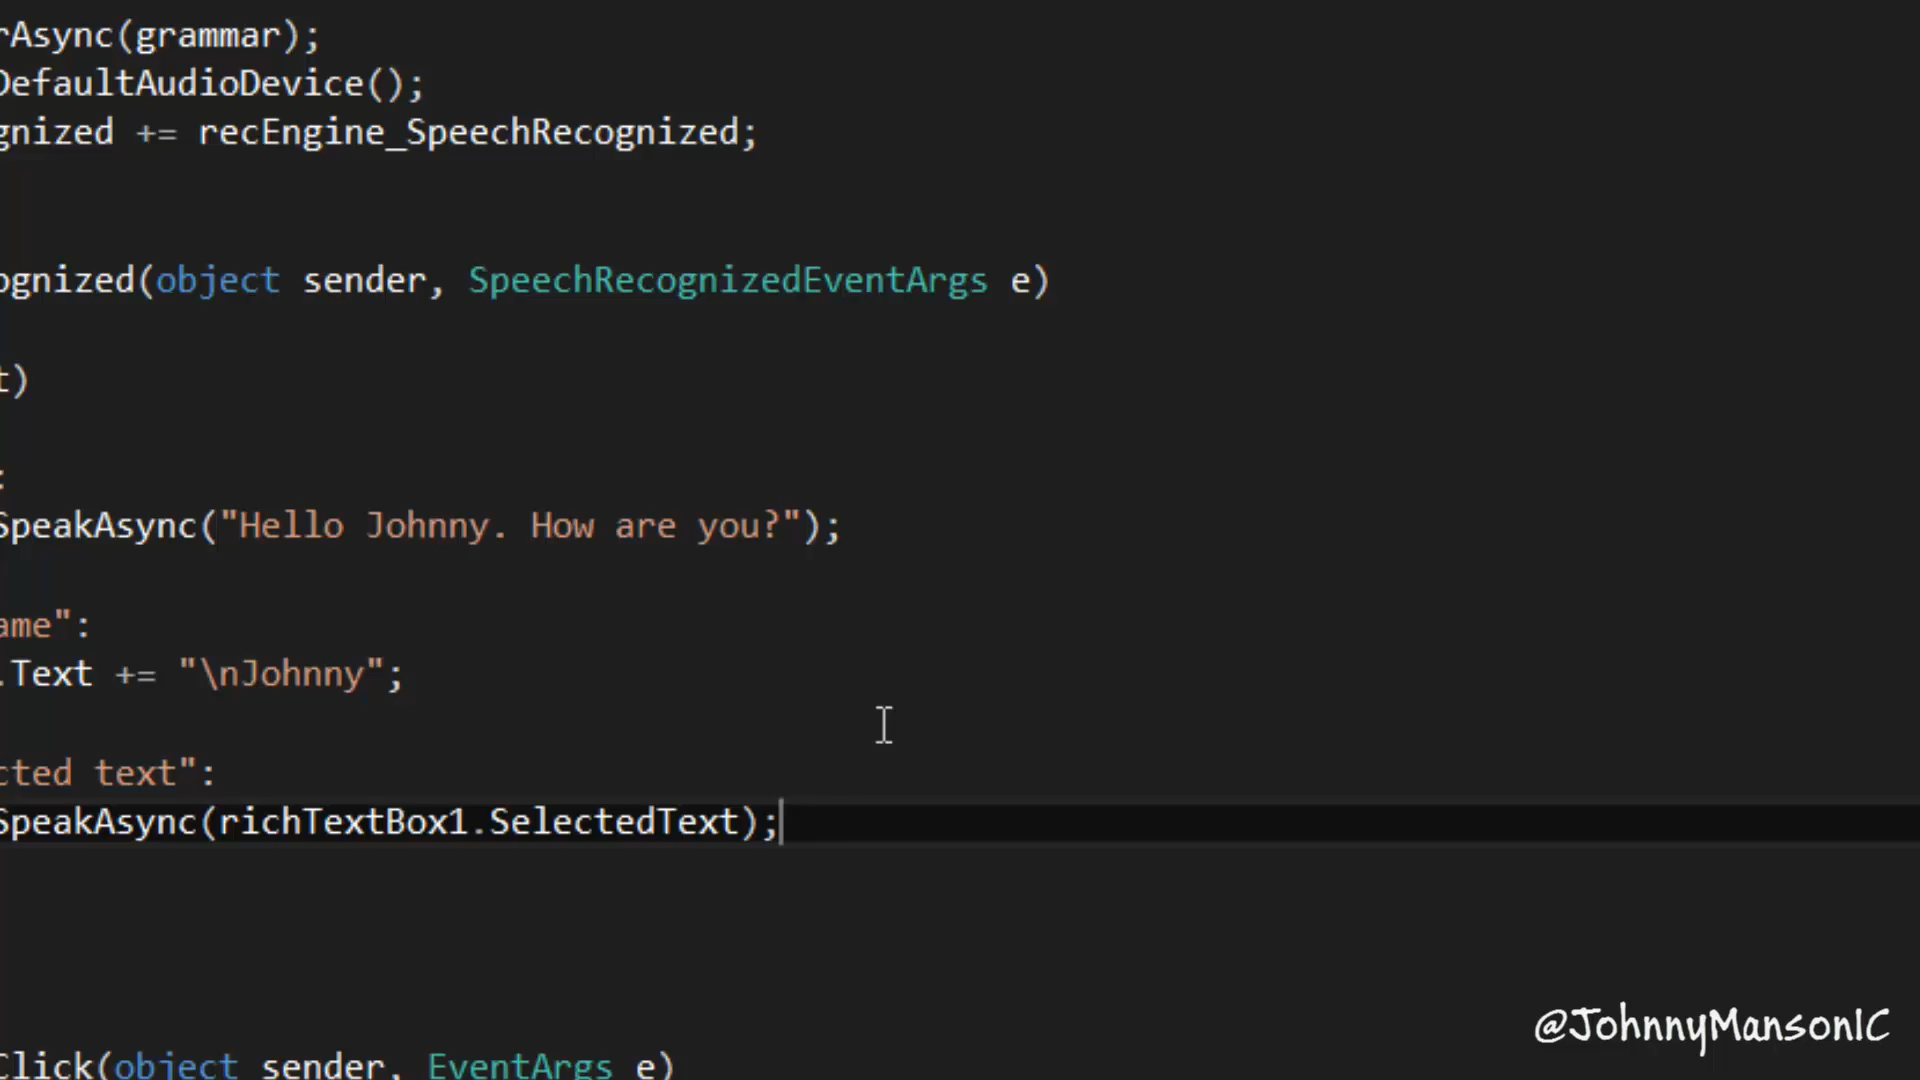 rAsync(grammar);
DefaultAudioDevice();
gnized += recEngine_SpeechRecognized;
ognized(object sender, SpeechRecognizedEventArgs e)
t)
:
SpeakAsync("Hello Johnny. How are you?");
ame":
.Text += "\nJohnny";
cted text":
SpeakAsync(richTextBox1.SelectedText);
Click(object sender, EventArgs e)
@JohnnyMansonIC